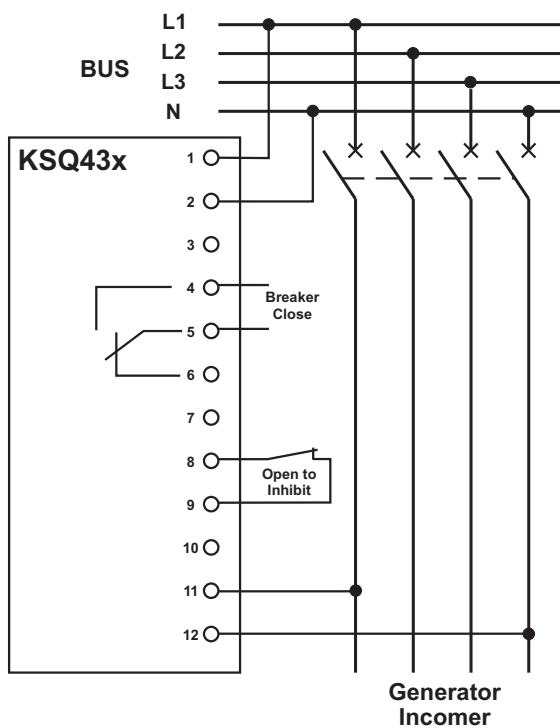 L1
L2
BUS
L3
N
KSQ43x
1
2
3
4
Breaker
Close
5
6
7
8
Open to
Inhibit
9
10
11
12
Generator
Incomer